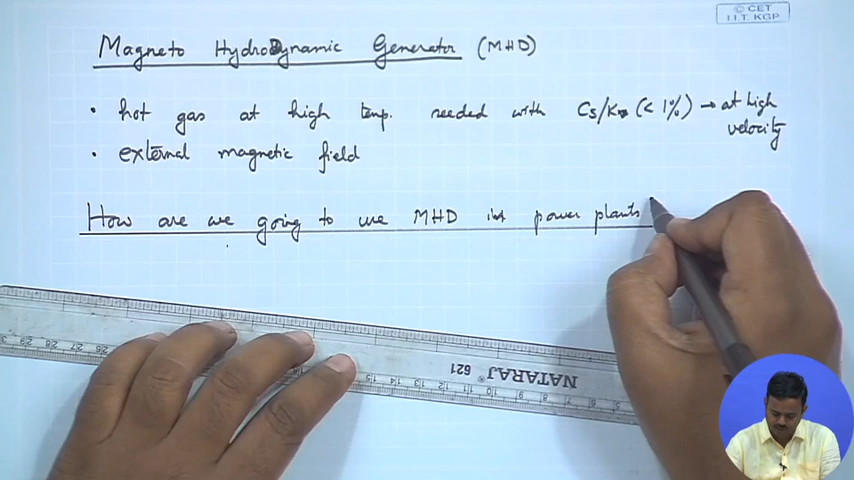 © CET
I.I.T. KGP
Magneto HydroDynamic Generator (MHD)
• hot gas at high temp. seeded with Cs/K (< 1%) → at high
velocity
• external magnetic field
How are we going to use MHD in power plants
NATARAJ 621